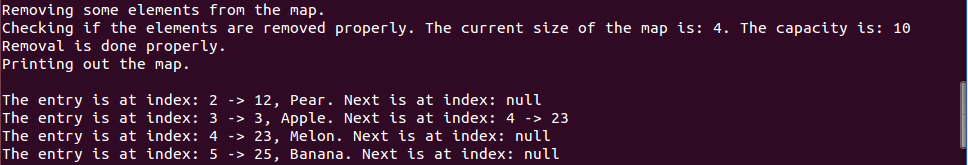 Removing some elements from the map.
Checking if the elements are removed properly. The current size of the map is: 4. The capacity is: 10
Removal is done properly.
Printing out the map.
The entry is at index: 2 -> 12, Pear. Next is at index: null
The entry is at index: 3 -> 3, Apple. Next is at index: 4 -> 23
The entry is at index: 4 -> 23, Melon. Next is at index: null
The entry is at index: 5 -> 25, Banana. Next is at index: null